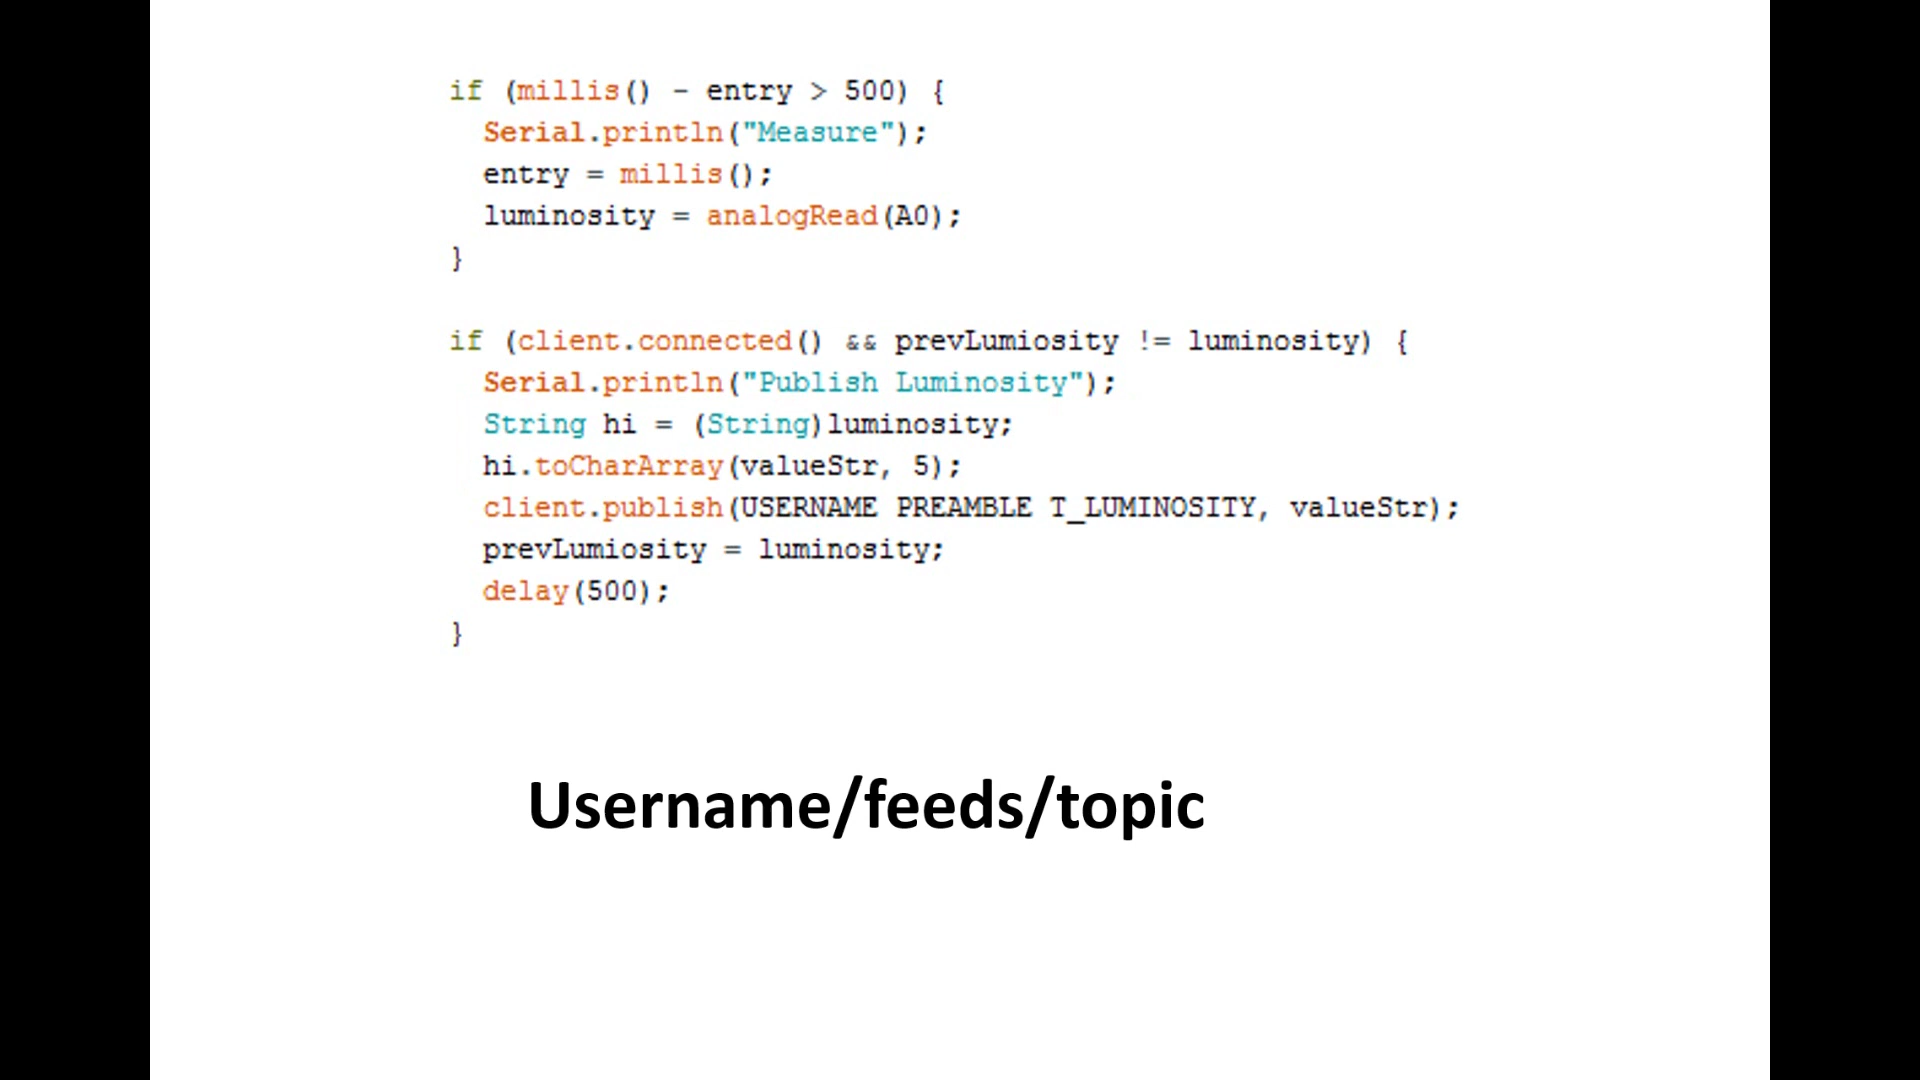 if (millis() - entry > 500) {
Serial.println("Measure");
entry = millis();
luminosity = analogRead(A0);
}
if (client.connected() && prevLumiosity != luminosity) {
Serial.println("Publish Luminosity");
String hi = (String)luminosity;
hi.toCharArray(valueStr, 5);
client.publish(USERNAME PREAMBLE T_LUMINOSITY, valueStr);
prevLumiosity = luminosity;
delay(500);
}
Username/feeds/topic